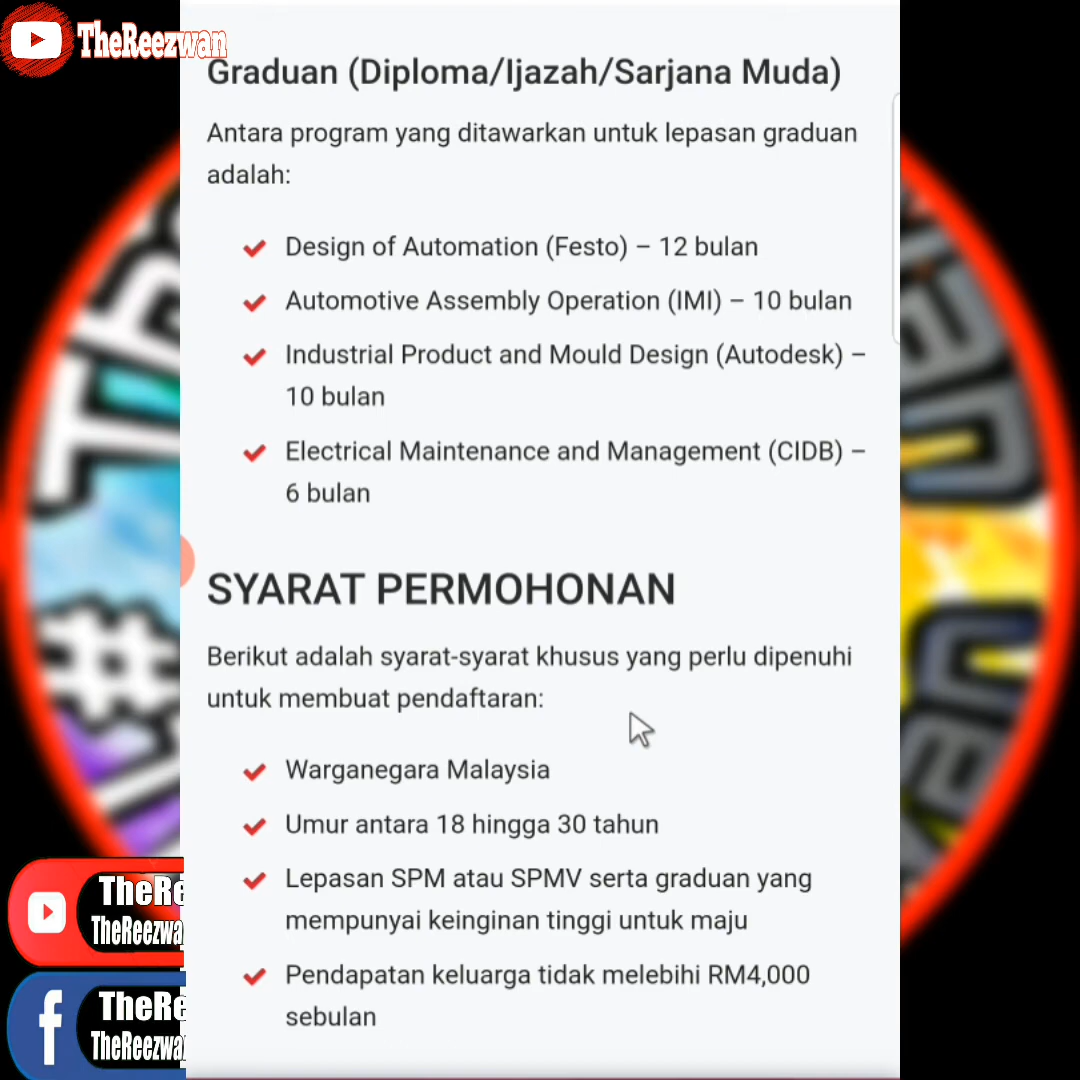 TheReezwan
Graduan (Diploma/Ijazah/Sarjana Muda)
Antara program yang ditawarkan untuk lepasan graduan
adalah:
Design of Automation (Festo) – 12 bulan
Automotive Assembly Operation (IMI) – 10 bulan
Industrial Product and Mould Design (Autodesk) –
10 bulan
Electrical Maintenance and Management (CIDB) –
6 bulan
SYARAT PERMOHONAN
Berikut adalah syarat-syarat khusus yang perlu dipenuhi
untuk membuat pendaftaran:
Warganegara Malaysia
Umur antara 18 hingga 30 tahun
Lepasan SPM atau SPMV serta graduan yang
mempunyai keinginan tinggi untuk maju
Pendapatan keluarga tidak melebihi RM4,000
sebulan
TheRe
TheReezwa
TheRe
TheReezwa